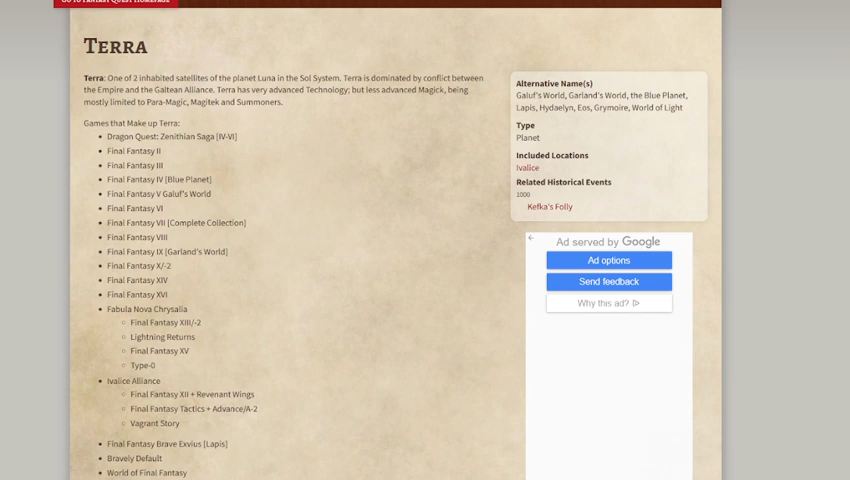 GO TO FANTASY QUEST HOMEPAGE
Terra
Terra: One of 2 inhabited satellites of the planet Luna in the Sol System. Terra is dominated by conflict between
the Empire and the Galtean Alliance. Terra has very advanced Technology; but less advanced Magick, being
mostly limited to Para-Magic, Magitek and Summoners.
Games that Make up Terra:
Dragon Quest: Zenithian Saga [IV-VI]
Final Fantasy II
Final Fantasy III
Final Fantasy IV [Blue Planet]
Final Fantasy V Galuf's World
Final Fantasy VI
Final Fantasy VII [Complete Collection]
Final Fantasy VIII
Final Fantasy IX [Garland's World]
Final Fantasy X/-2
Final Fantasy XIV
Final Fantasy XVI
Fabula Nova Chrysalia
Final Fantasy XIII/-2
Lightning Returns
Final Fantasy XV
Type-0
Ivalice Alliance
Final Fantasy XII + Revenant Wings
Final Fantasy Tactics + Advance/A-2
Vagrant Story
Final Fantasy Brave Exvius [Lapis]
Bravely Default
World of Final Fantasy
Alternative Name(s)
Galuf's World, Garland's World, the Blue Planet,
Lapis, Hydaelyn, Eos, Grymoire, World of Light
Type
Planet
Included Locations
Ivalice
Related Historical Events
1000
Kefka's Folly
Ad served by Google
Ad options
Send feedback
Why this ad?